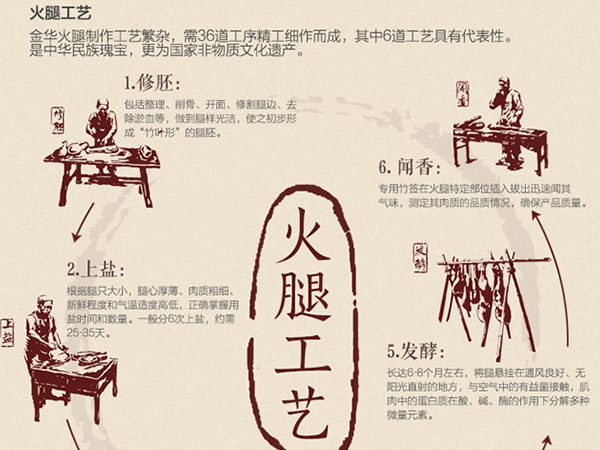 火腿工艺
金华火腿制作工艺繁杂，需36道工序精工细作而成，其中6道工艺具有代表性。
是中华民族瑰宝，更为国家非物质文化遗产。
1.修胚：
包括整理、削骨、开面、修割腿边、去
除淤血等，做到腿样光洁，使之初步形
成“竹叶形”的腿胚。
修胚
2.上盐：
根据腿只大小，腿心厚薄、肉质粗细、
新鲜程度和气温适度高低，正确掌握用
盐时间和数量。一般分6次上盐，约需
25-35天。
上盐
火腿工艺
闻香
6.闻香：
专用竹签在火腿特定部位插入拔出迅速闻其
气味，测定其肉质的品质情况，确保产品质量。
发酵
5.发酵：
长达6-8个月左右，将腿悬挂在通风良好、无
阳光直射的地方，与空气中的有益菌接触，肌
肉中的蛋白质在酸、碱、酶的作用下分解多种
微量元素。